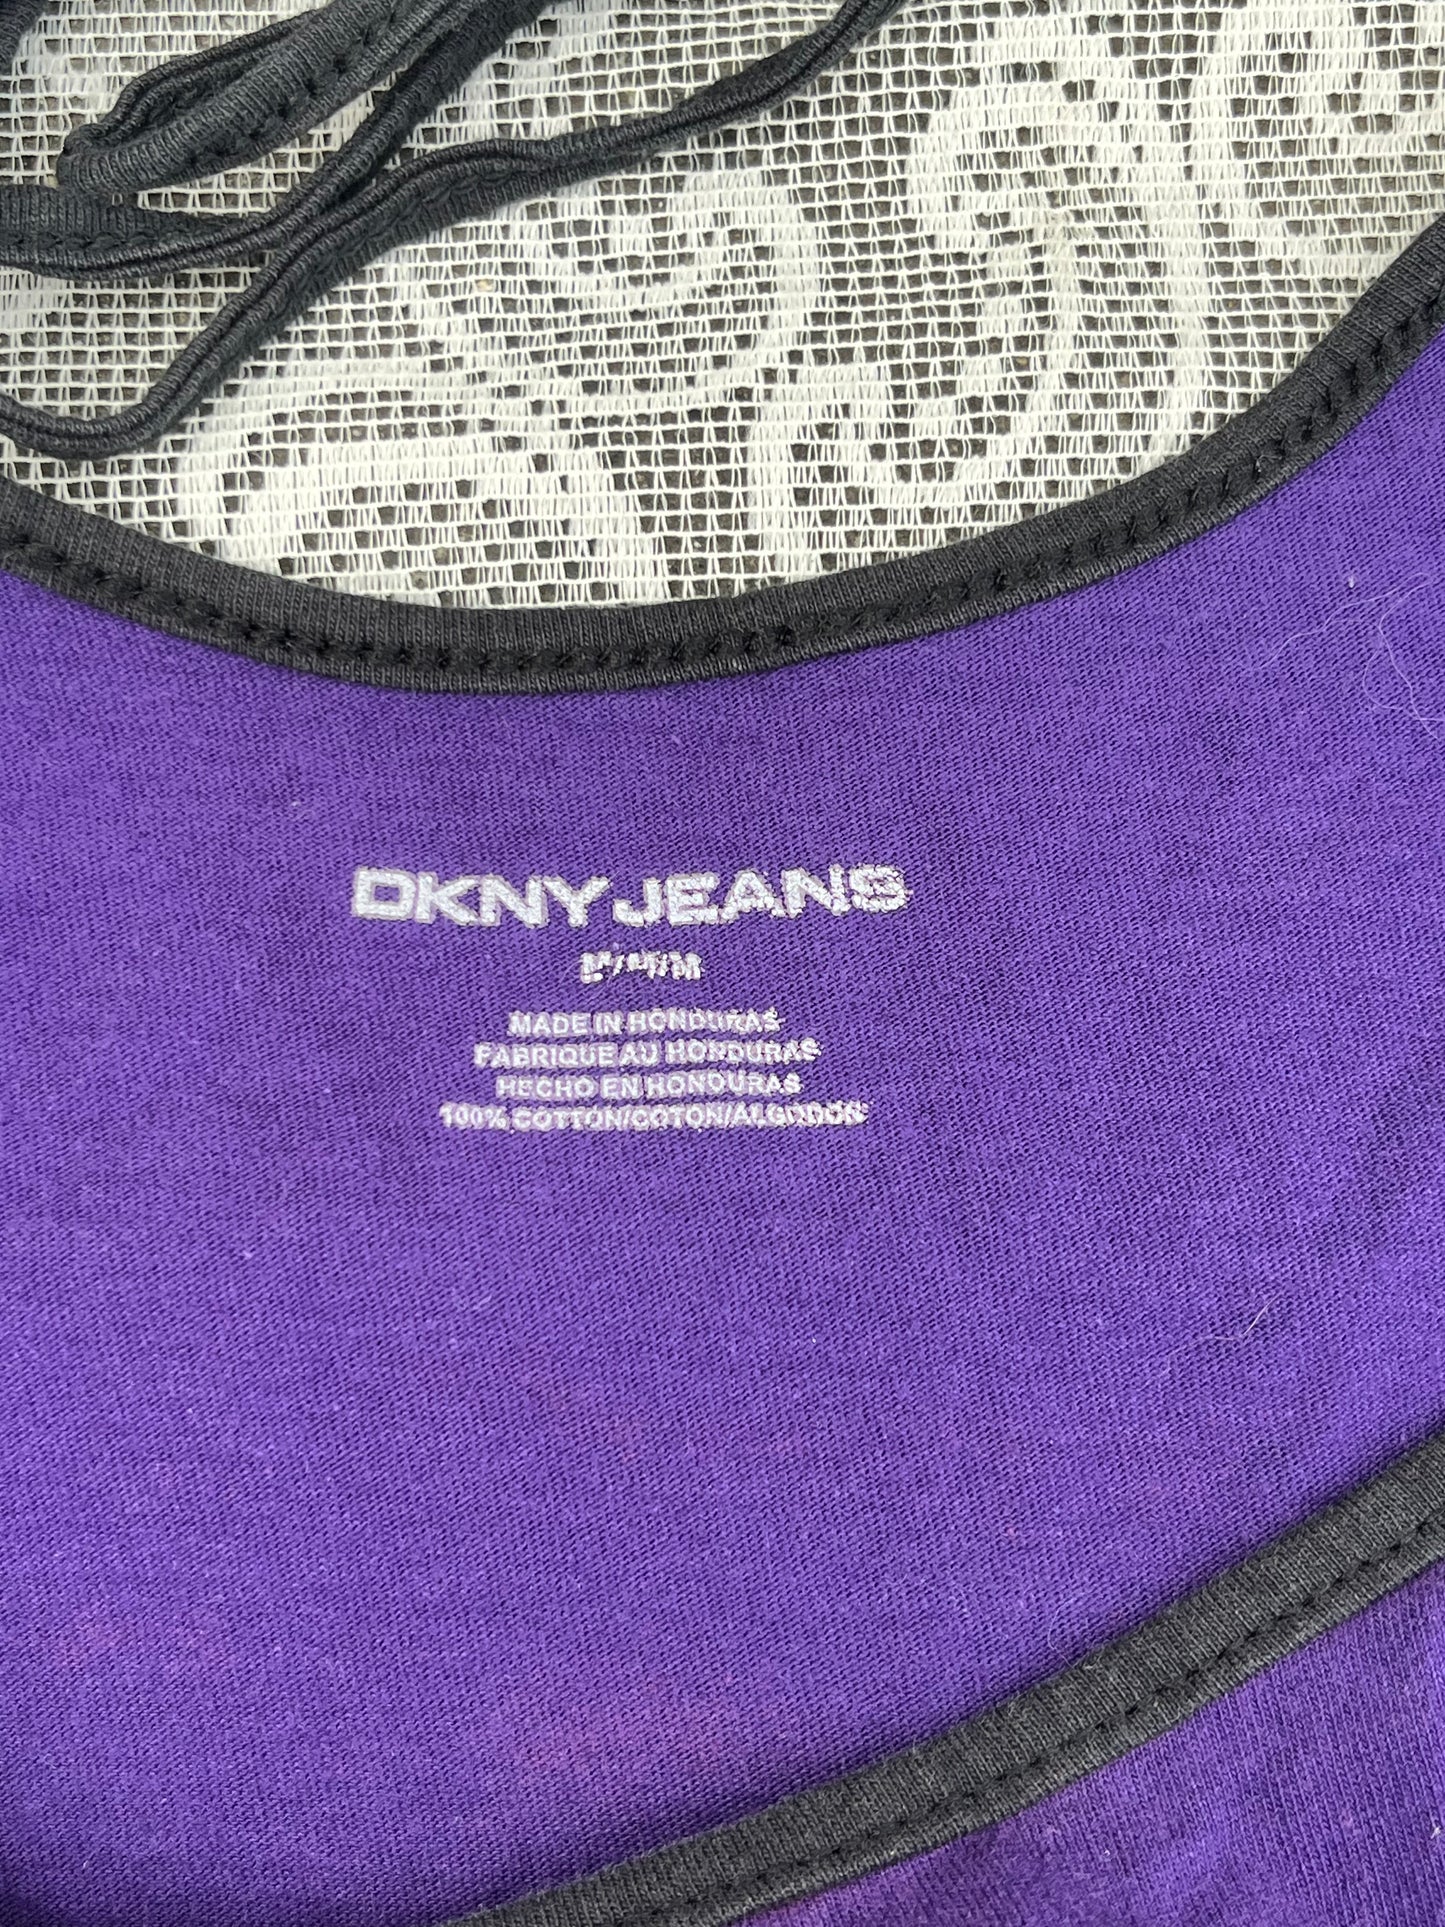 DKNY JEANS
M/M/M
MADE IN HONDURAS
FABRIQUE AU HONDURAS
HECHO EN HONDURAS
100% COTTON/COTON/ALGODON